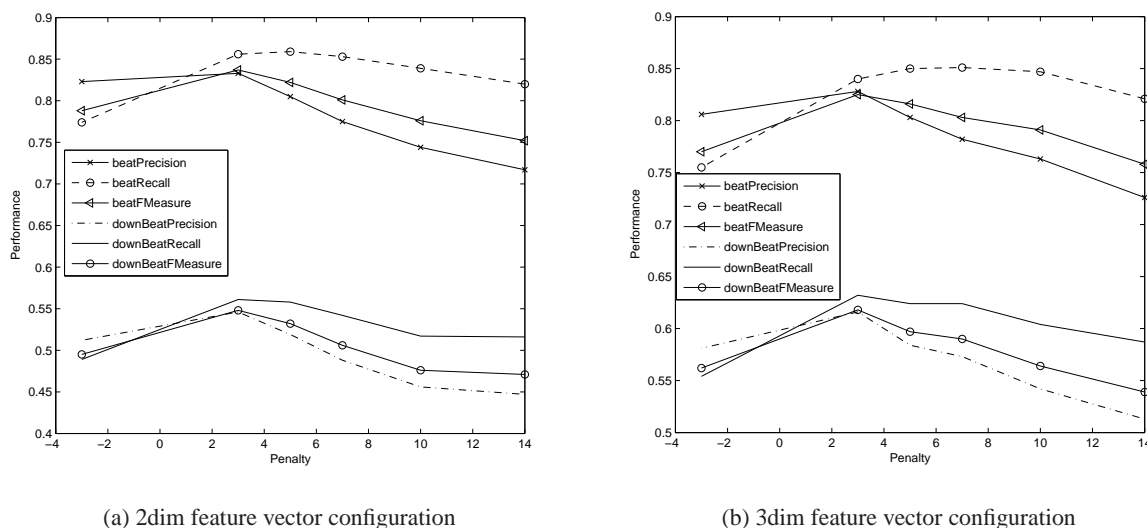 0.9
0.85
0.8
0.75
0.7
0.65
0.6
0.55
0.5
0.45
0.4
−4 −2 0 2 4 6 8 10 12 14
Penalty
Performance
beatPrecision
beatRecall
beatFMeasure
downBeatPrecision
downBeatRecall
downBeatFMeasure
(a) 2dim feature vector configuration
0.9
0.85
0.8
0.75
0.7
0.65
0.6
0.55
0.5
−4 −2 0 2 4 6 8 10 12 14
Penalty
Performance
beatPrecision
beatRecall
beatFMeasure
downBeatPrecision
downBeatRecall
downBeatFMeasure
(b) 3dim feature vector configuration